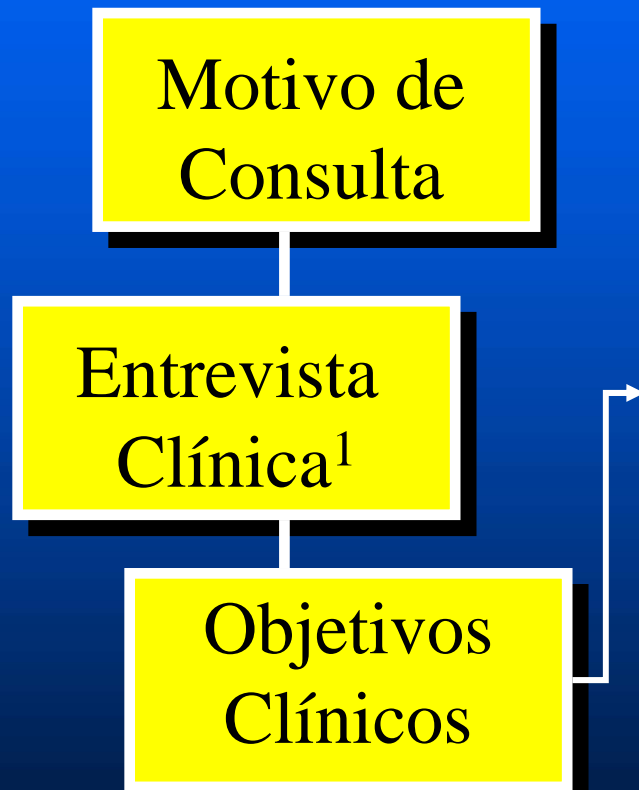 Motivo de
Consulta
Entrevista
Clínica¹
Objetivos
Clínicos